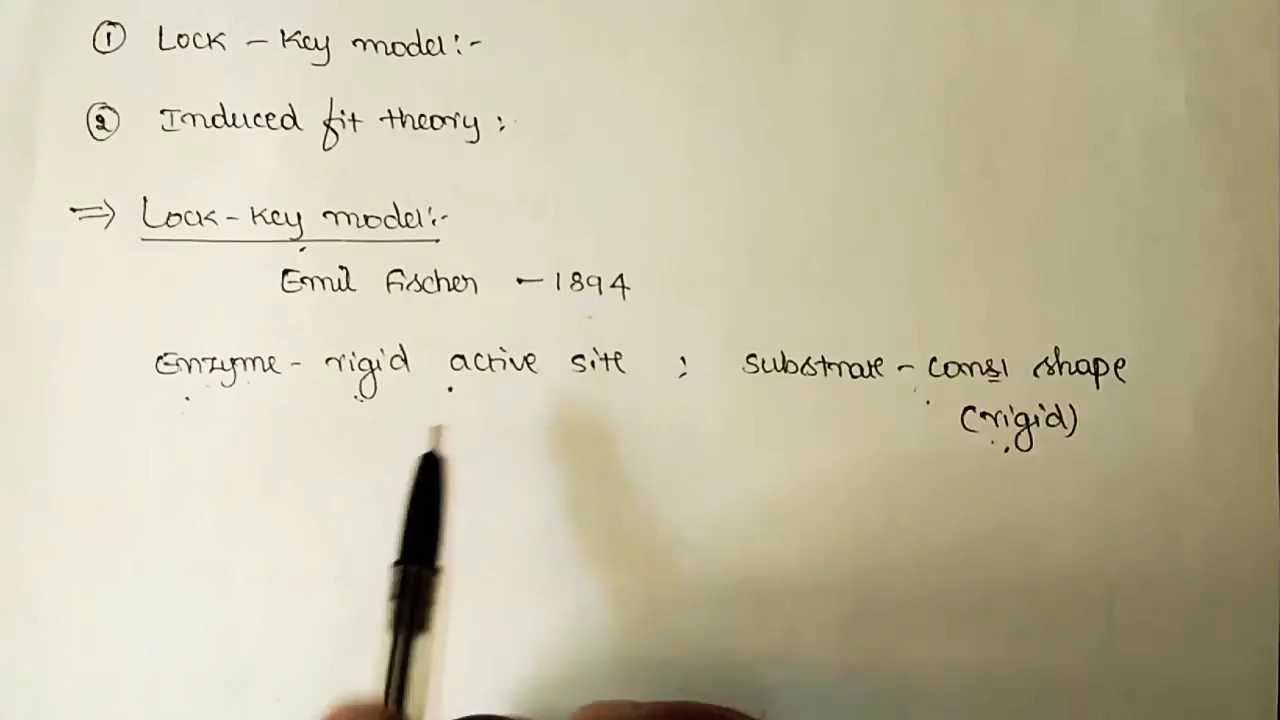 ① Lock - Key model:-
② Induced fit theory:
⇒ Lock-Key model:-
Emil Fischer - 1894
Enzyme - rigid active site ; substrate - shape
(rigid)